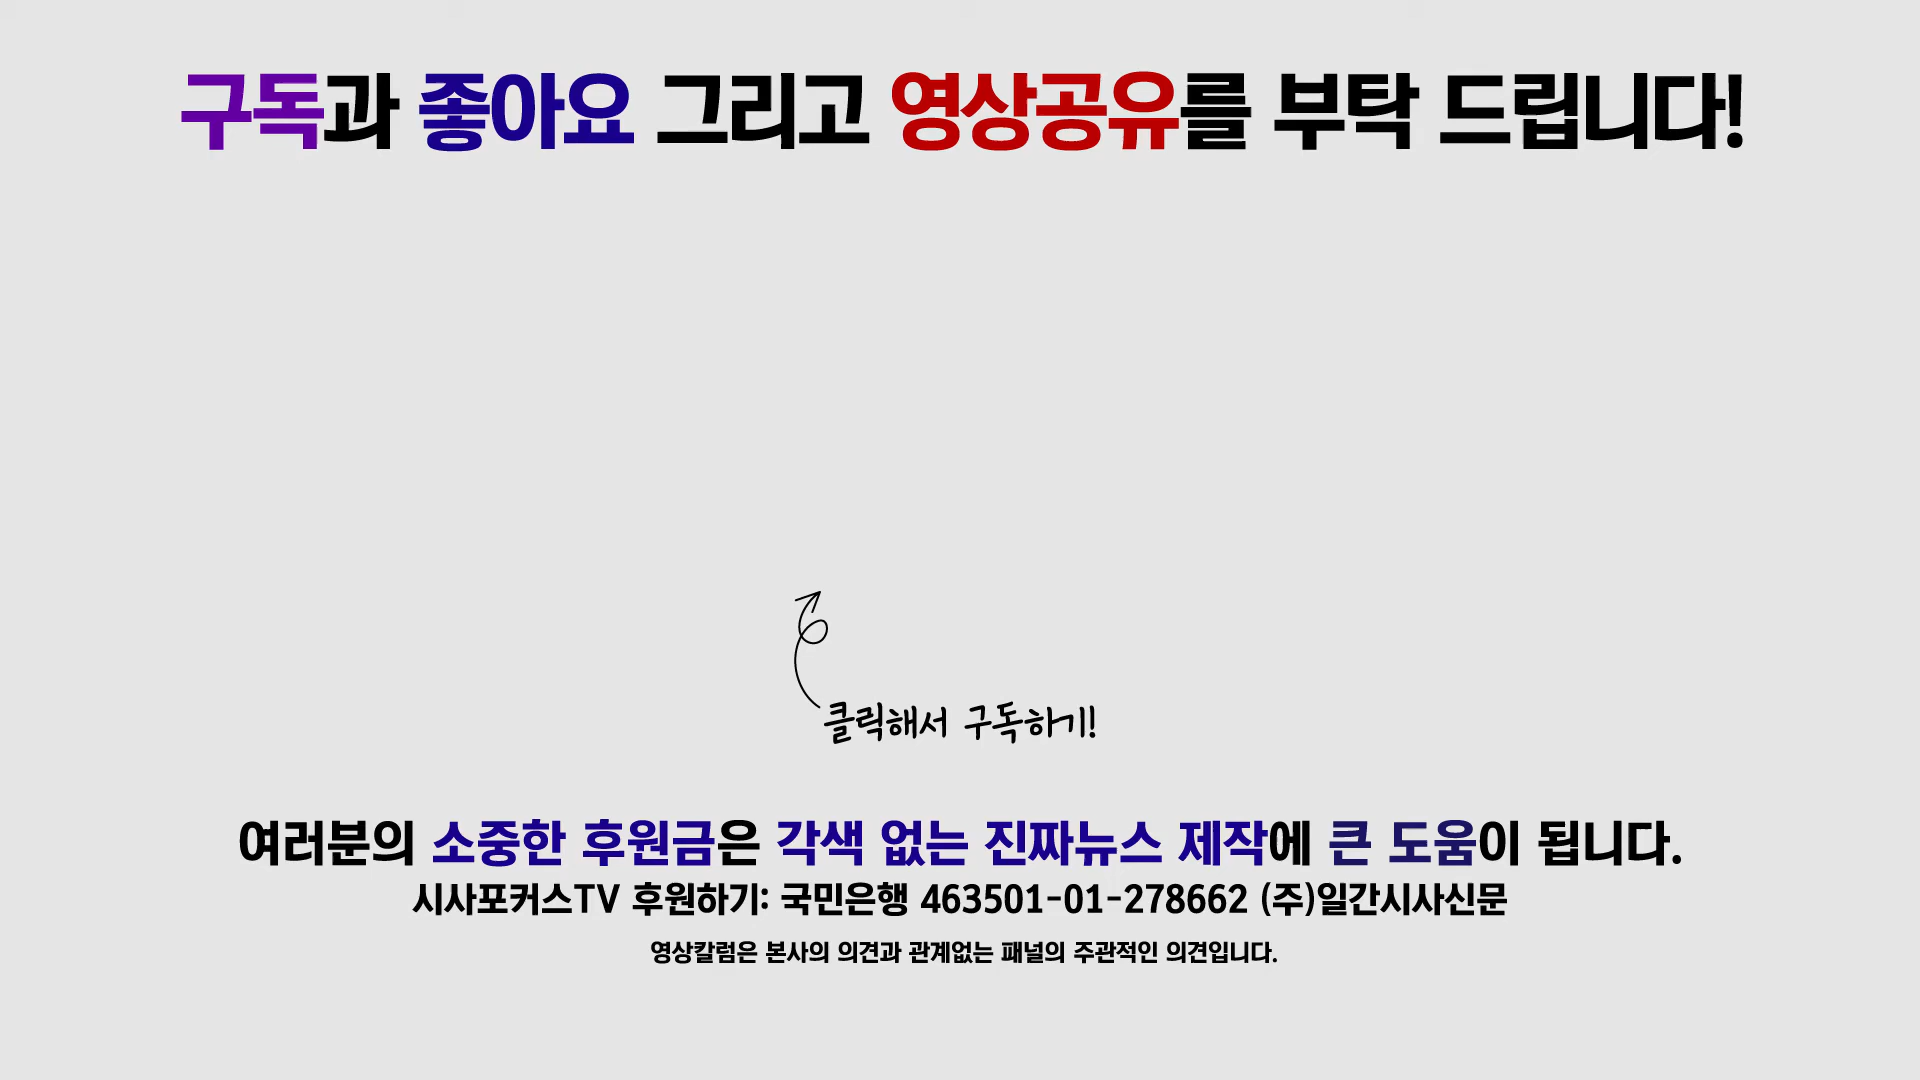 구독과 좋아요 그리고 영상공유를 부탁 드립니다!
클릭해서 구독하기!
여러분의 소중한 후원금은 각색 없는 진짜뉴스 제작에 큰 도움이 됩니다.
시사포커스TV 후원하기: 국민은행 463501-01-278662 (주)일간시사신문
영상칼럼은 본사의 의견과 관계없는 패널의 주관적인 의견입니다.